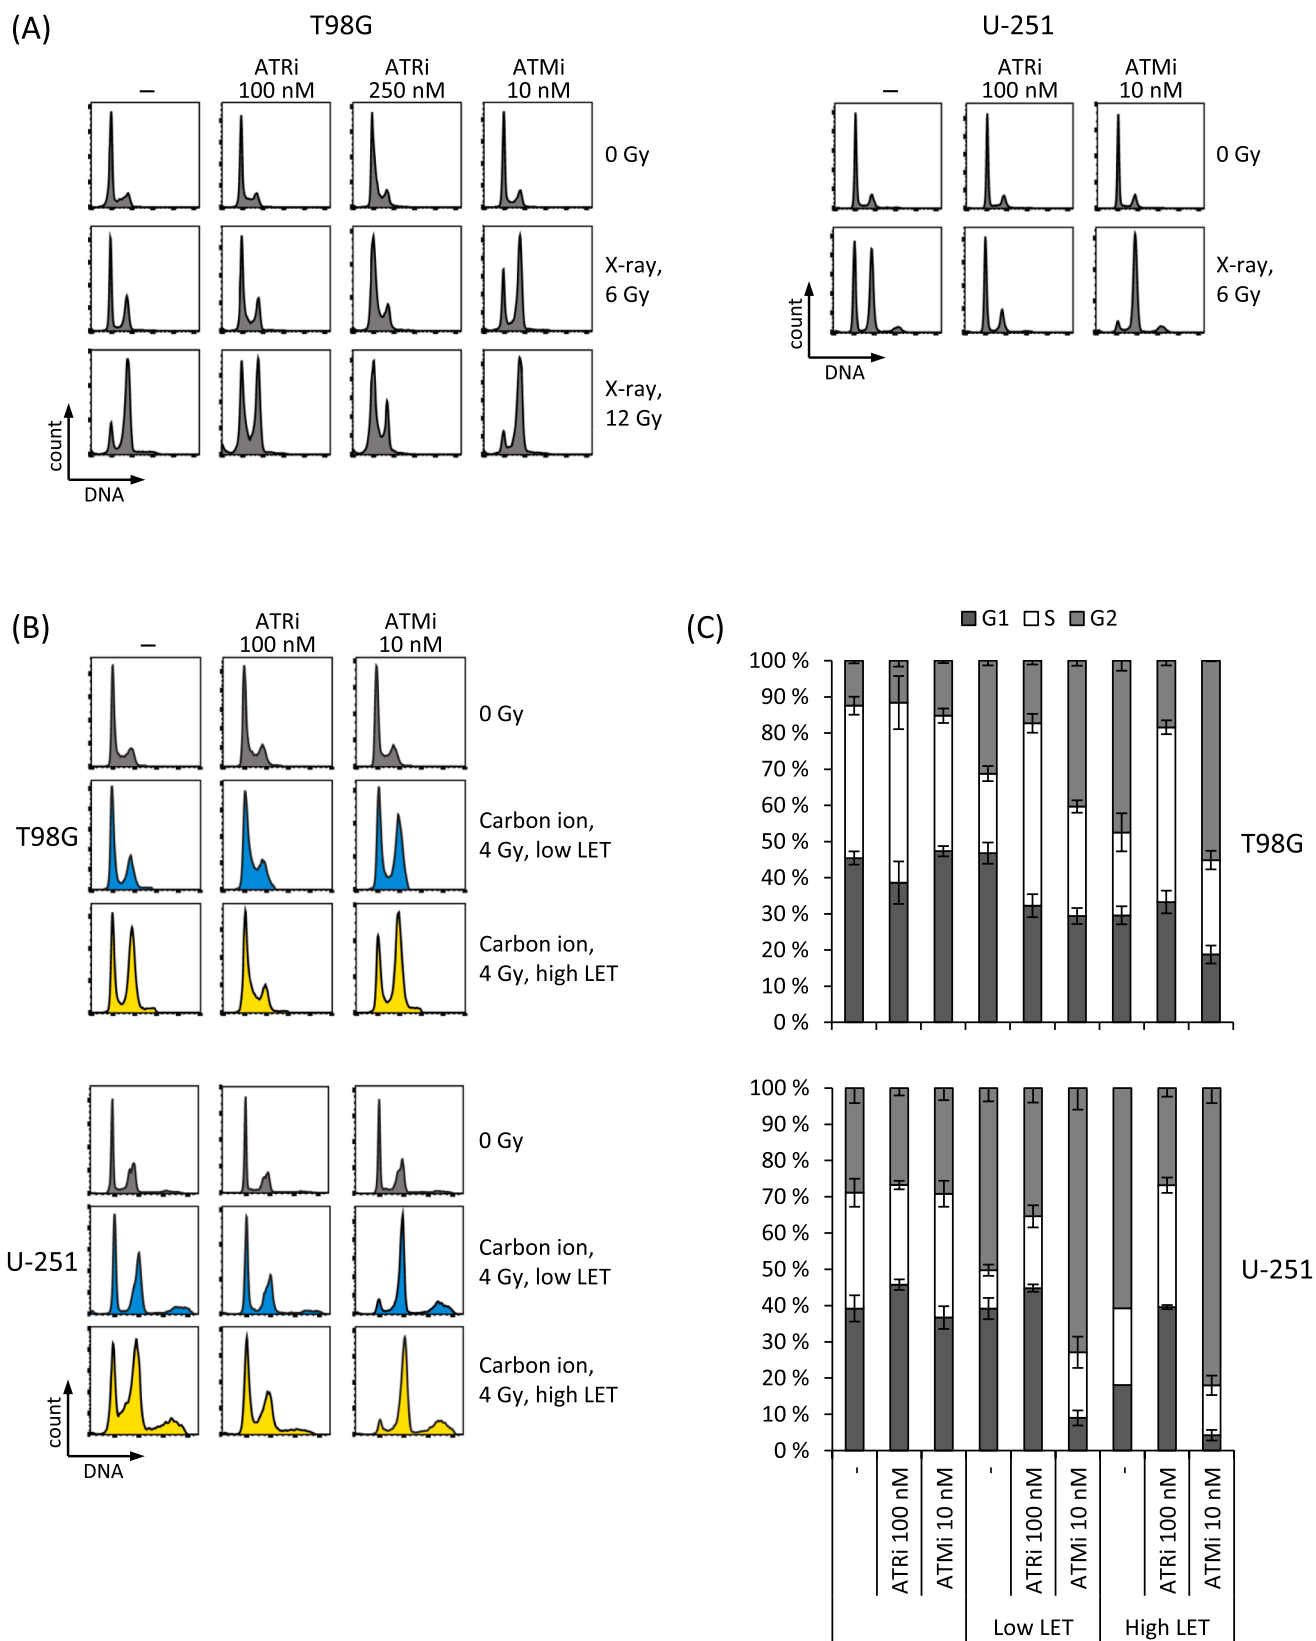 (A)
T98G
U-251
–
ATRi
100 nM
ATRi
250 nM
ATMi
10 nM
–
ATRi
100 nM
ATMi
10 nM
0 Gy
X-ray,
6 Gy
X-ray,
12 Gy
count
DNA
0 Gy
X-ray,
6 Gy
count
DNA
(B)
–
ATRi
100 nM
ATMi
10 nM
T98G
0 Gy
Carbon ion,
4 Gy, low LET
Carbon ion,
4 Gy, high LET
U-251
0 Gy
Carbon ion,
4 Gy, low LET
Carbon ion,
4 Gy, high LET
count
DNA
(C)
G1 S G2
100 %
90 %
80 %
70 %
60 %
50 %
40 %
30 %
20 %
10 %
0 %
T98G
100 %
90 %
80 %
70 %
60 %
50 %
40 %
30 %
20 %
10 %
0 %
U-251
-
ATRi 100 nM
ATMi 10 nM
-
ATRi 100 nM
ATMi 10 nM
-
ATRi 100 nM
ATMi 10 nM
Low LET
High LET